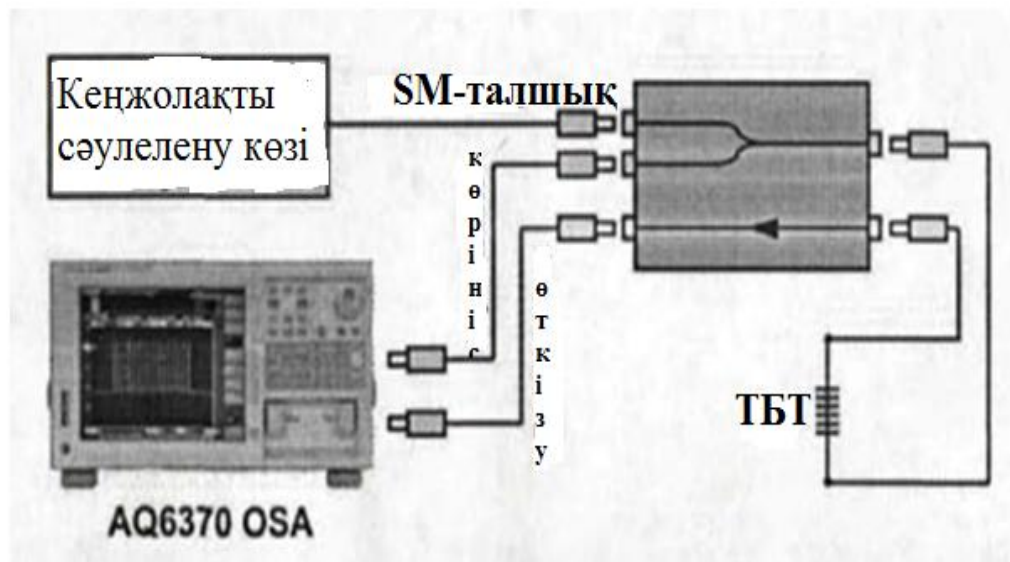 Кеңжолақты
сәулелену көзі
SM-талшық
көрініс
өткізу
ТБТ
AQ6370 OSA